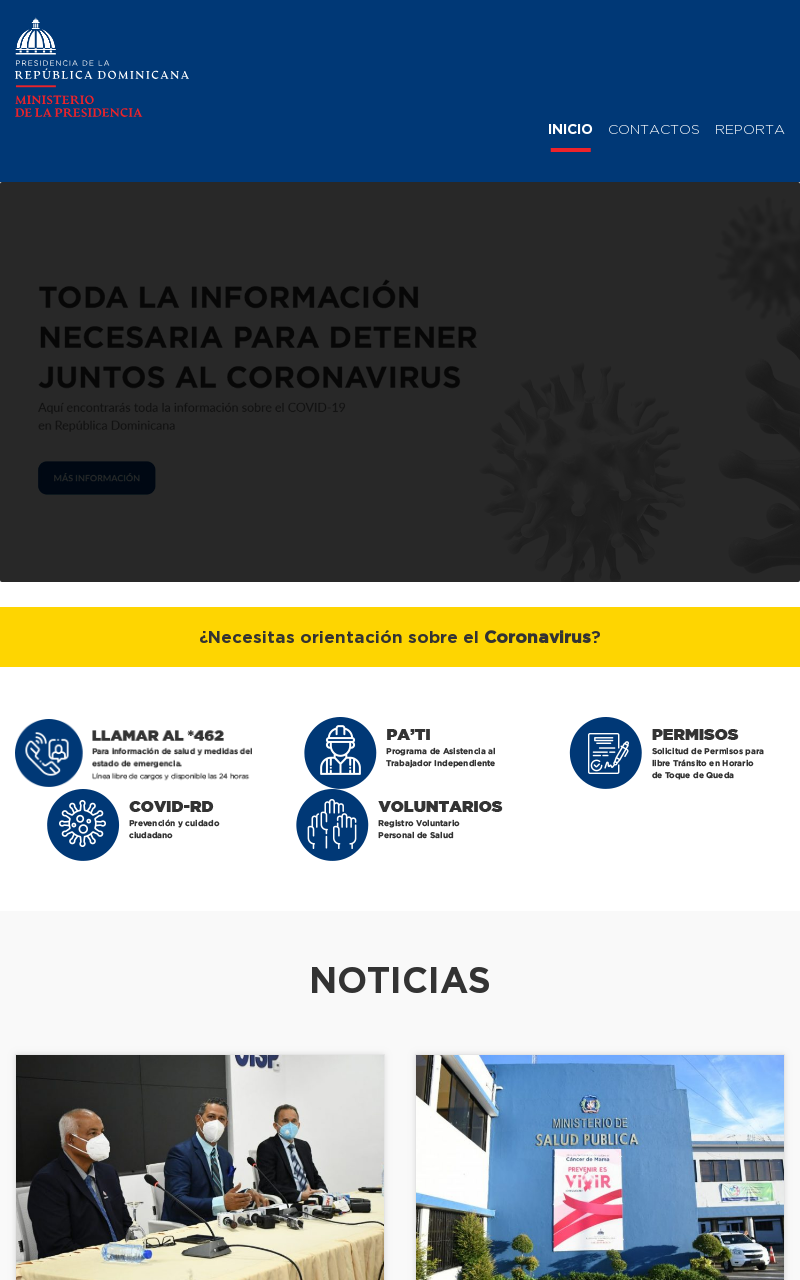 PRESIDENCIA DE LA
REPÚBLICA DOMINICANA
MINISTERIO
DE LA PRESIDENCIA
INICIO CONTACTOS REPORTA
TODA LA INFORMACIÓN
NECESARIA PARA DETENER
JUNTOS AL CORONAVIRUS
Aquí encontrarás toda la información sobre el COVID-19
en República Dominicana
MÁS INFORMACIÓN
¿Necesitas orientación sobre el Coronavirus?
LLAMAR AL *462
Para información de salud y medidas del
estado de emergencia.
Línea libre de cargos y disponible las 24 horas
PA'TI
Programa de Asistencia al
Trabajador Independiente
PERMISOS
Solicitud de Permisos para
libre Tránsito en Horario
de Toque de Queda
COVID-RD
Prevención y cuidado
ciudadano
VOLUNTARIOS
Registro Voluntario
Personal de Salud
NOTICIAS
MINISTERIO DE
SALUD PUBLICA
Cáncer de Mama
PREVENIR ES
ViViR